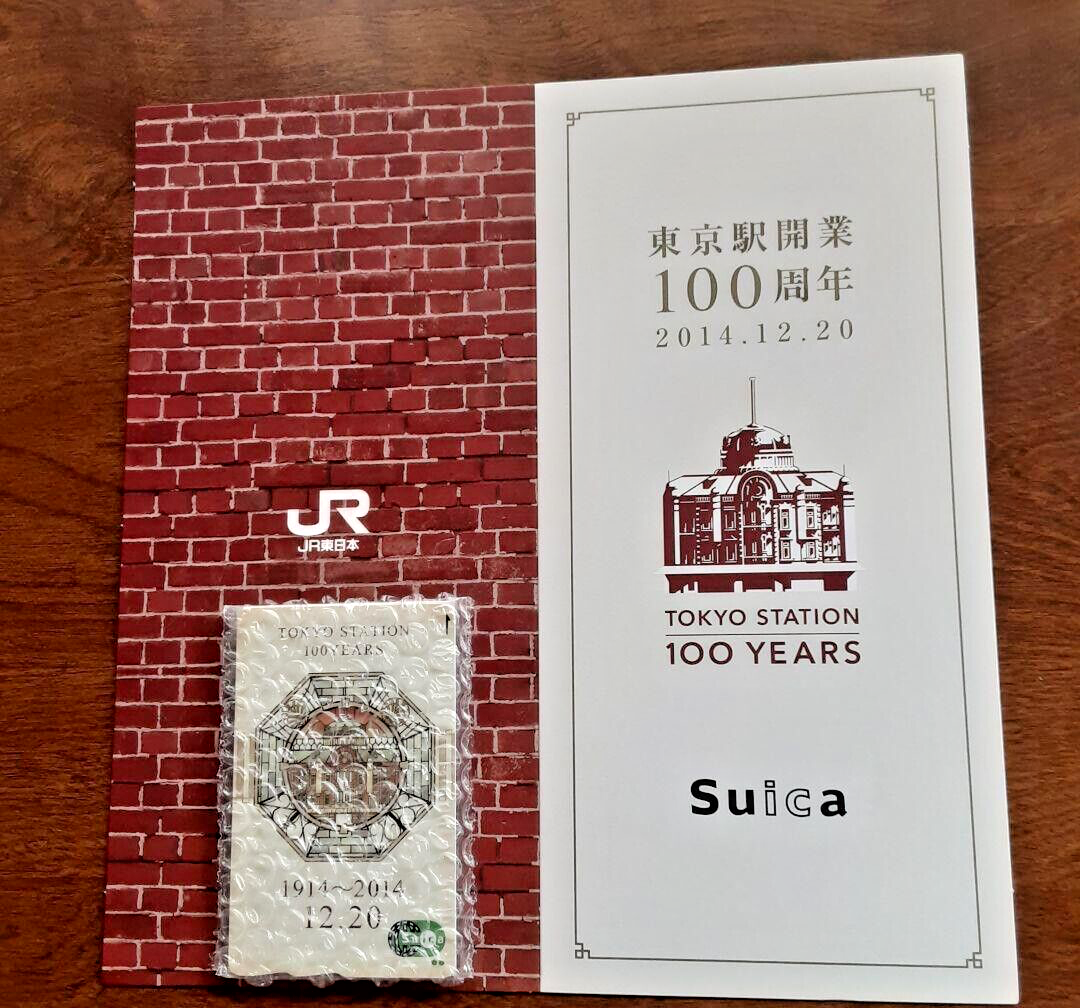 JR
JR東日本
TOKYO STATION
100 YEARS
1914～2014
12.20
Suica
東京駅開業
100周年
2014.12.20
TOKYO STATION
100 YEARS
Suica